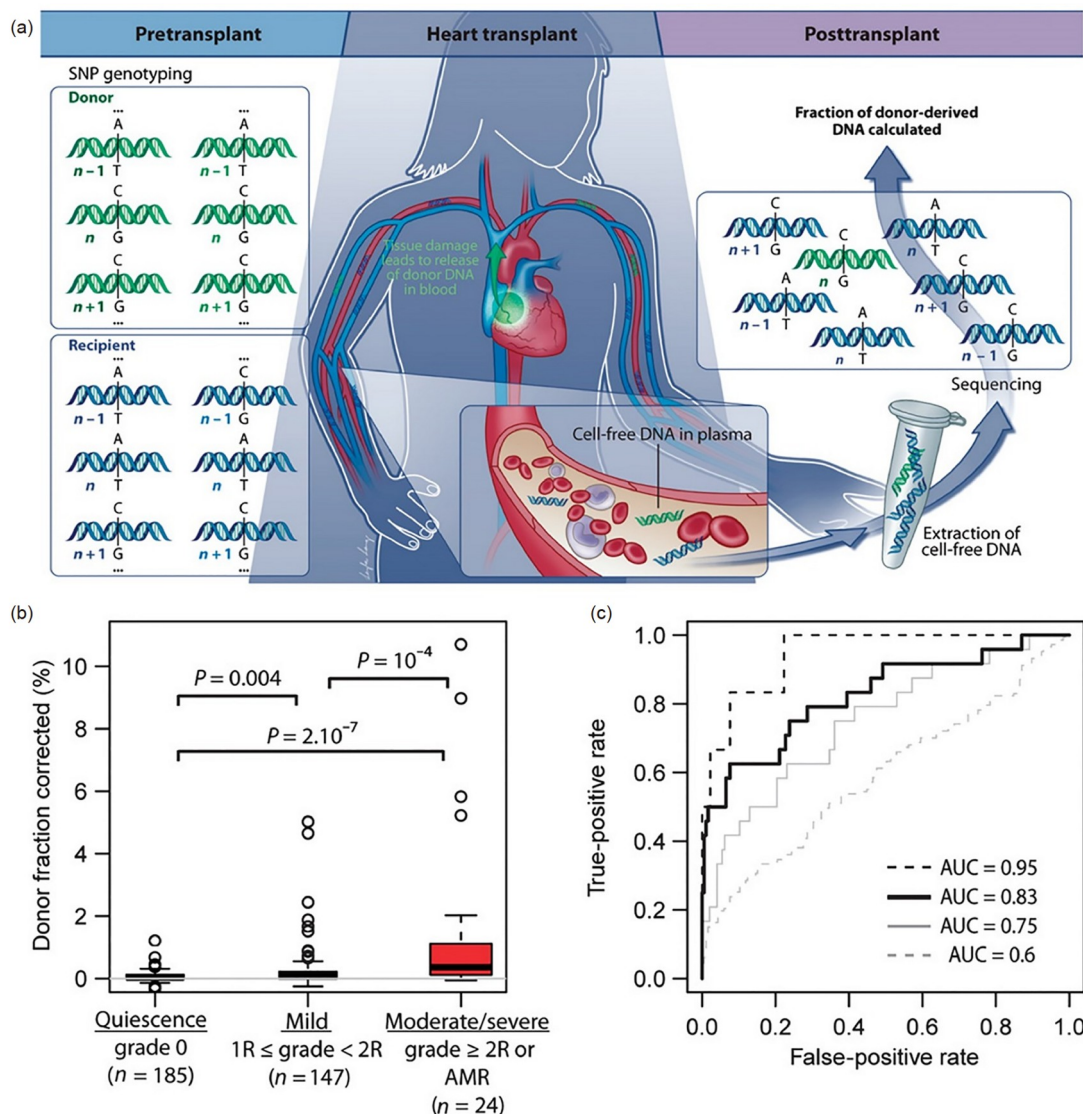 (a)
Pretransplant
Heart transplant
Posttransplant
SNP genotyping
Donor
... ...
A A
n – 1 T n – 1 T
C C
n G n G
C C
n + 1 G n + 1 G
... ...
Recipient
... ...
A C
n – 1 T n – 1 G
A A
n T n T
C C
n + 1 G n + 1 G
... ...
Tissue damage
leads to release
of donor DNA
in blood
Cell-free DNA in plasma
Extraction of
cell-free DNA
Sequencing
Fraction of donor-derived
DNA calculated
C
n + 1 G
A
n T
C
n G
A
n – 1 T
C
n + 1 G
A
n T
C
n – 1 G
(b)
Donor fraction corrected (%)
10
8
6
4
2
0
P = 0.004
P = 10⁻⁴
P = 2.10⁻⁷
Quiescence
grade 0
(n = 185)
Mild
1R ≤ grade < 2R
(n = 147)
Moderate/severe
grade ≥ 2R or
AMR
(n = 24)
(c)
True-positive rate
1.0
0.8
0.6
0.4
0.2
0.0
AUC = 0.95
AUC = 0.83
AUC = 0.75
AUC = 0.6
0.0 0.2 0.4 0.6 0.8 1.0
False-positive rate